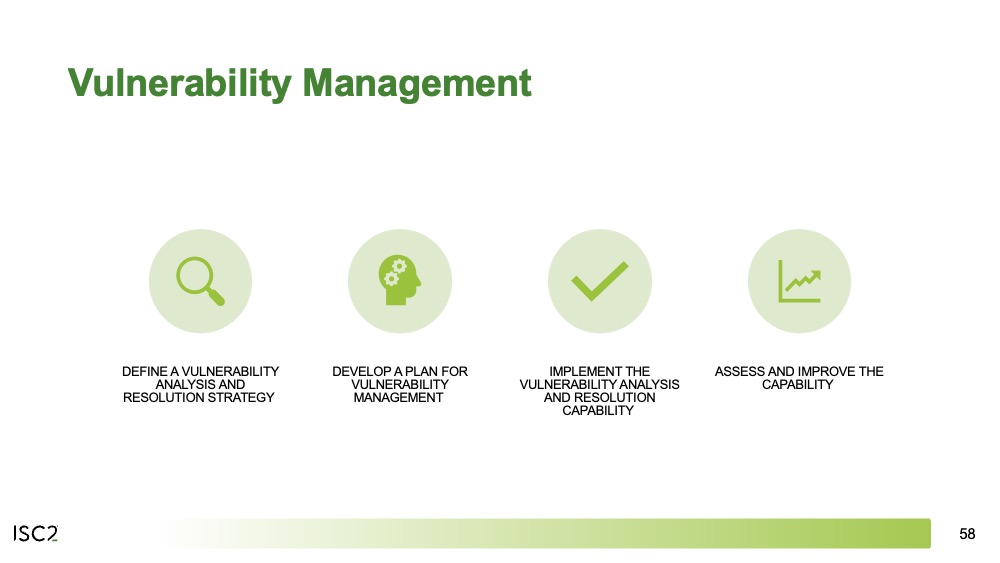 Vulnerability Management
DEFINE A VULNERABILITY
ANALYSIS AND
RESOLUTION STRATEGY
DEVELOP A PLAN FOR
VULNERABILITY
MANAGEMENT
IMPLEMENT THE
VULNERABILITY ANALYSIS
AND RESOLUTION
CAPABILITY
ASSESS AND IMPROVE THE
CAPABILITY
ISC2
58